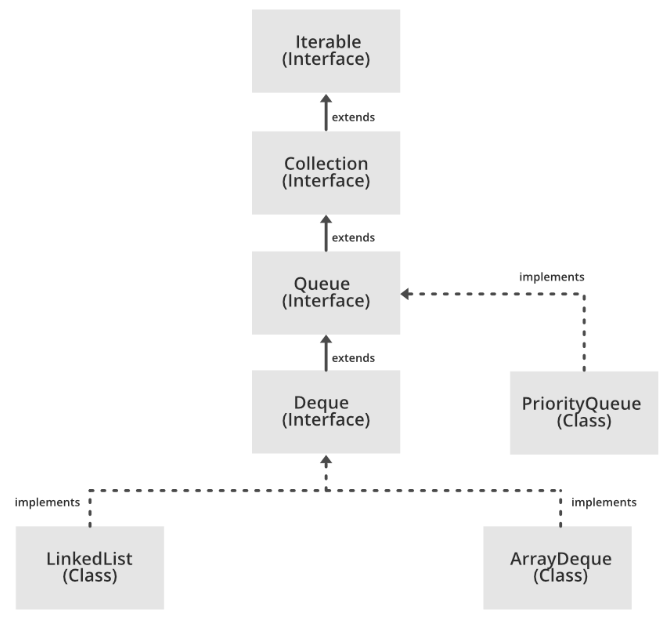 Iterable
(Interface)
extends
Collection
(Interface)
extends
Queue
(Interface)
implements
extends
Deque
(Interface)
PriorityQueue
(Class)
implements
implements
LinkedList
(Class)
ArrayDeque
(Class)